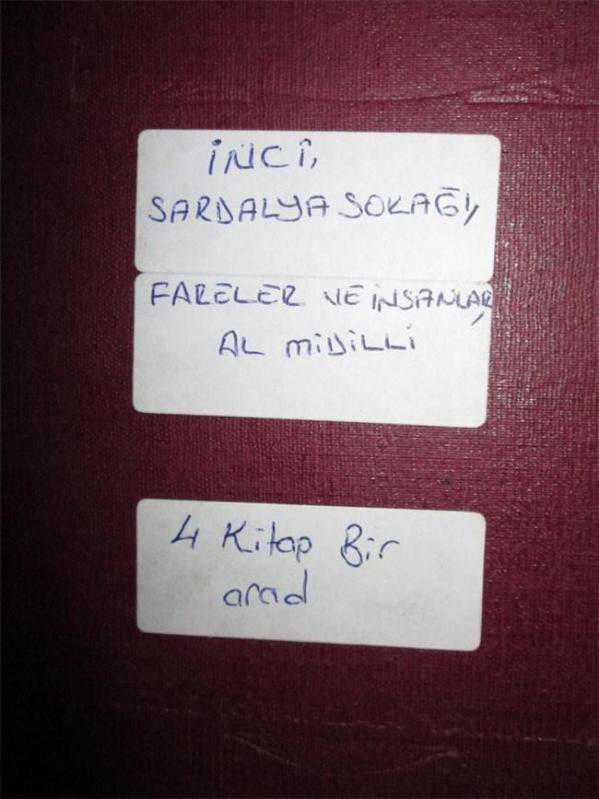 İNCİ,
SARDALYA SOKAĞI,
FARELER VE İNSANLAR,
AL MİDİLLİ
4 Kitap Bir
arad